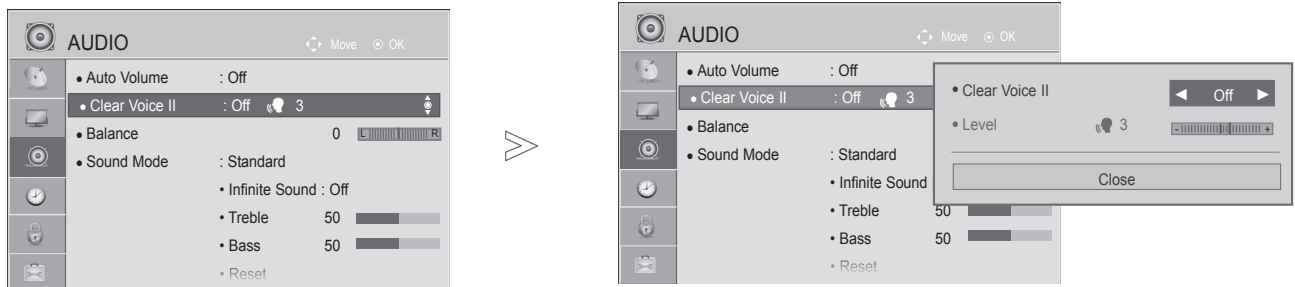 AUDIO
Move OK
• Auto Volume : Off
• Clear Voice II : Off 3
• Balance 0 L R
• Sound Mode : Standard
• Infinite Sound : Off
• Treble 50
• Bass 50
• Reset
AUDIO
Move OK
• Auto Volume : Off
• Clear Voice II : Off 3
• Balance
• Sound Mode : Standard
• Infinite Sound :
• Treble 50
• Bass 50
• Reset
• Clear Voice II ◄ Off ►
• Level 3 - +
Close